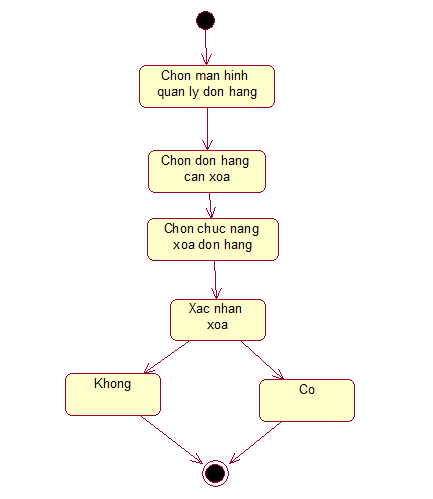 Chon man hinh
quan ly don hang
Chon don hang
can xoa
Chon chuc nang
xoa don hang
Xac nhan
xoa
Khong
Co